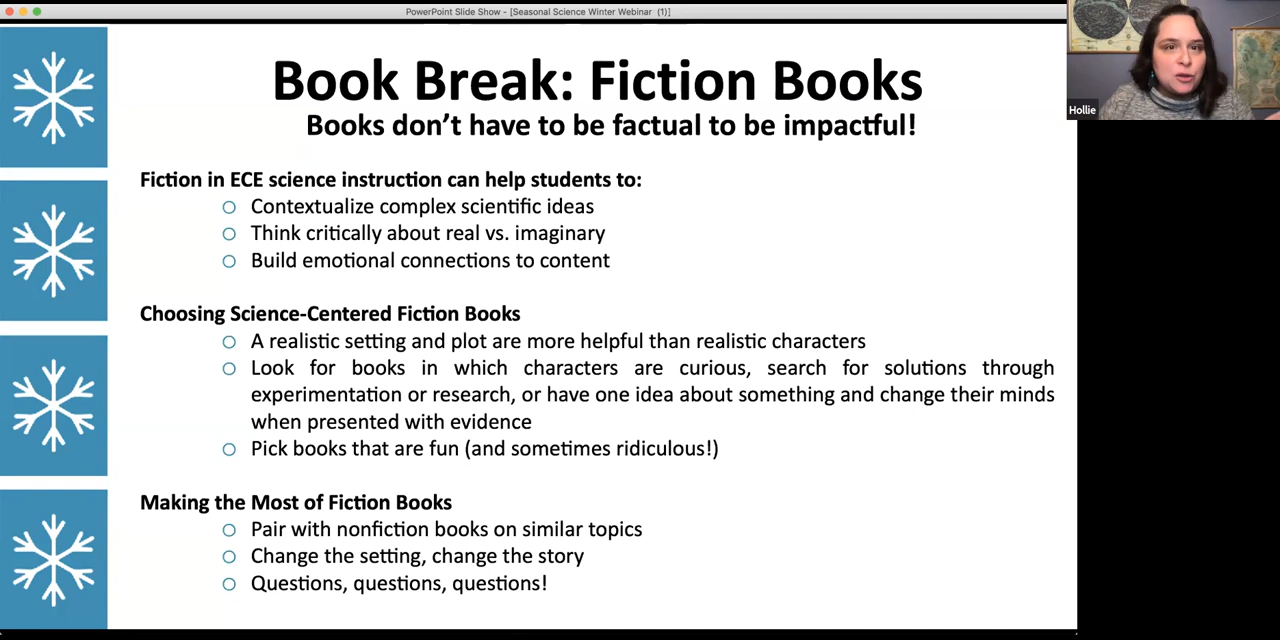 PowerPoint Slide Show - [Seasonal Science Winter Webinar (1)]
Book Break: Fiction Books
Books don't have to be factual to be impactful!
Hollie
Fiction in ECE science instruction can help students to:
Contextualize complex scientific ideas
Think critically about real vs. imaginary
Build emotional connections to content
Choosing Science-Centered Fiction Books
A realistic setting and plot are more helpful than realistic characters
Look for books in which characters are curious, search for solutions through
experimentation or research, or have one idea about something and change their minds
when presented with evidence
Pick books that are fun (and sometimes ridiculous!)
Making the Most of Fiction Books
Pair with nonfiction books on similar topics
Change the setting, change the story
Questions, questions, questions!